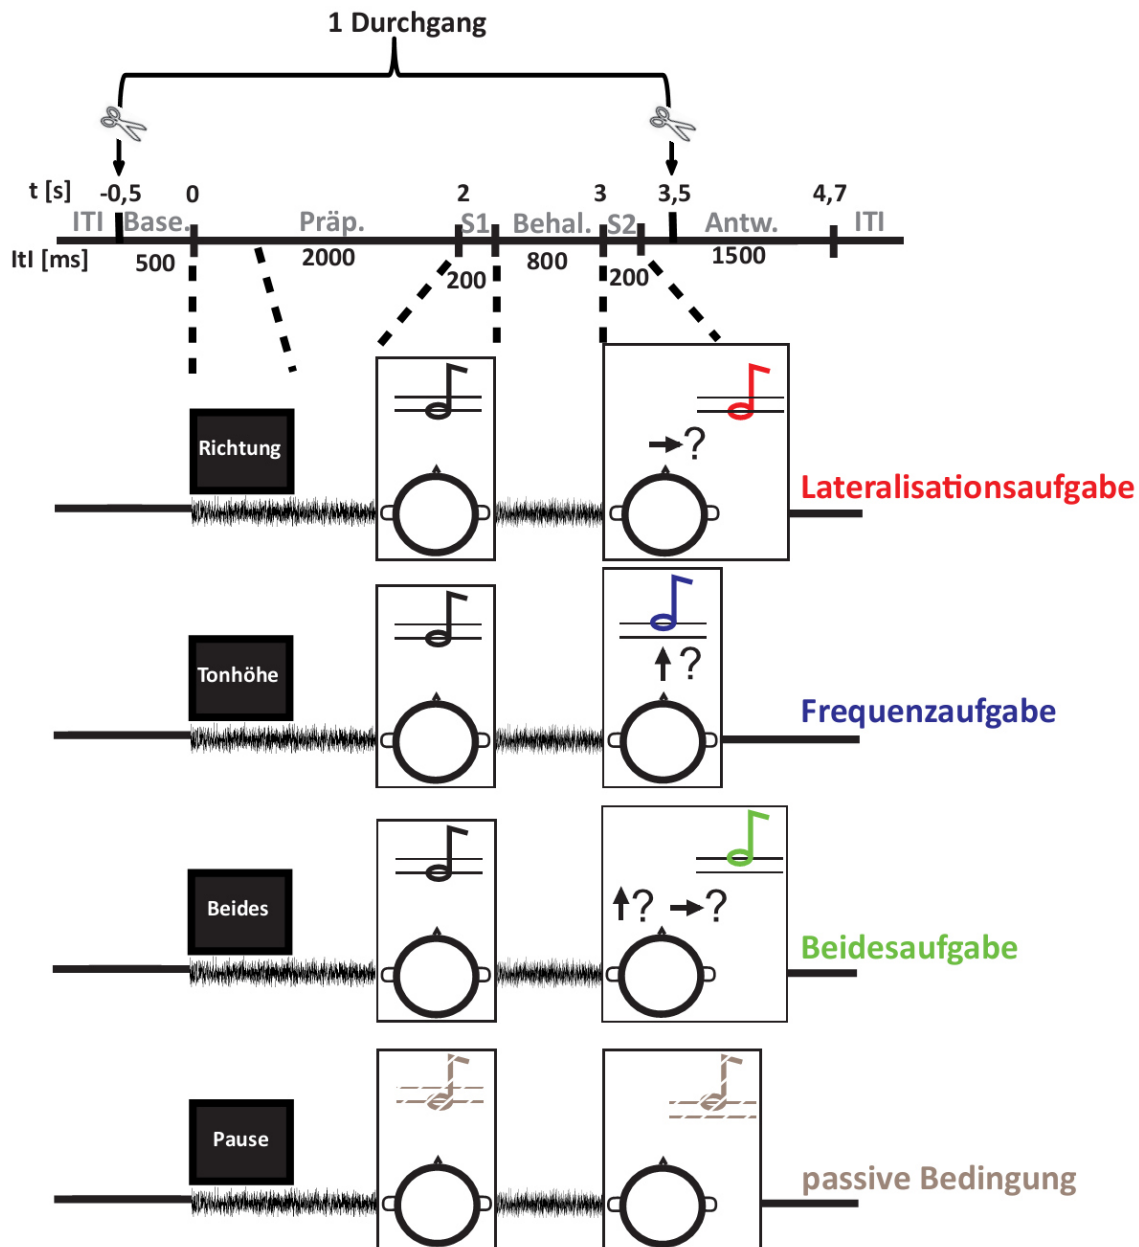 1 Durchgang
t [s] -0,5 0 2 3 3,5 4,7
ITI Base. Präp. S1 Behal. S2 Antw. ITI
ItI [ms] 500 2000 200 800 200 1500
Richtung
?
Lateralisationsaufgabe
Tonhöhe
?
Frequenzaufgabe
Beides
? ?
Beidesaufgabe
Pause
passive Bedingung